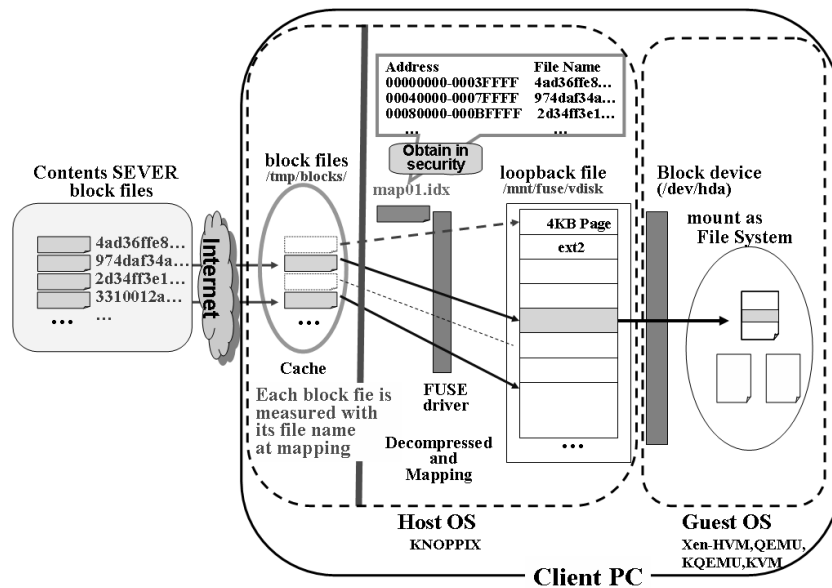 Address File Name
00000000-0003FFFF 4ad36ffe8...
00040000-0007FFFF 974daf34a...
00080000-000BFFFF 2d34ff3e1...
... ...
Obtain in
security
Contents SEVER
block files
4ad36ffe8...
974daf34a...
2d34ff3e1...
3310012a...
... ...
Internet
block files
/tmp/blocks/
...
Cache
Each block fie is
measured with
its file name
at mapping
map01.idx
FUSE
driver
Decompressed
and
Mapping
loopback file
/mnt/fuse/vdisk
4KB Page
ext2
...
Block device
(/dev/hda)
mount as
File System
Host OS
KNOPPIX
Guest OS
Xen-HVM,QEMU,
KQEMU,KVM
Client PC